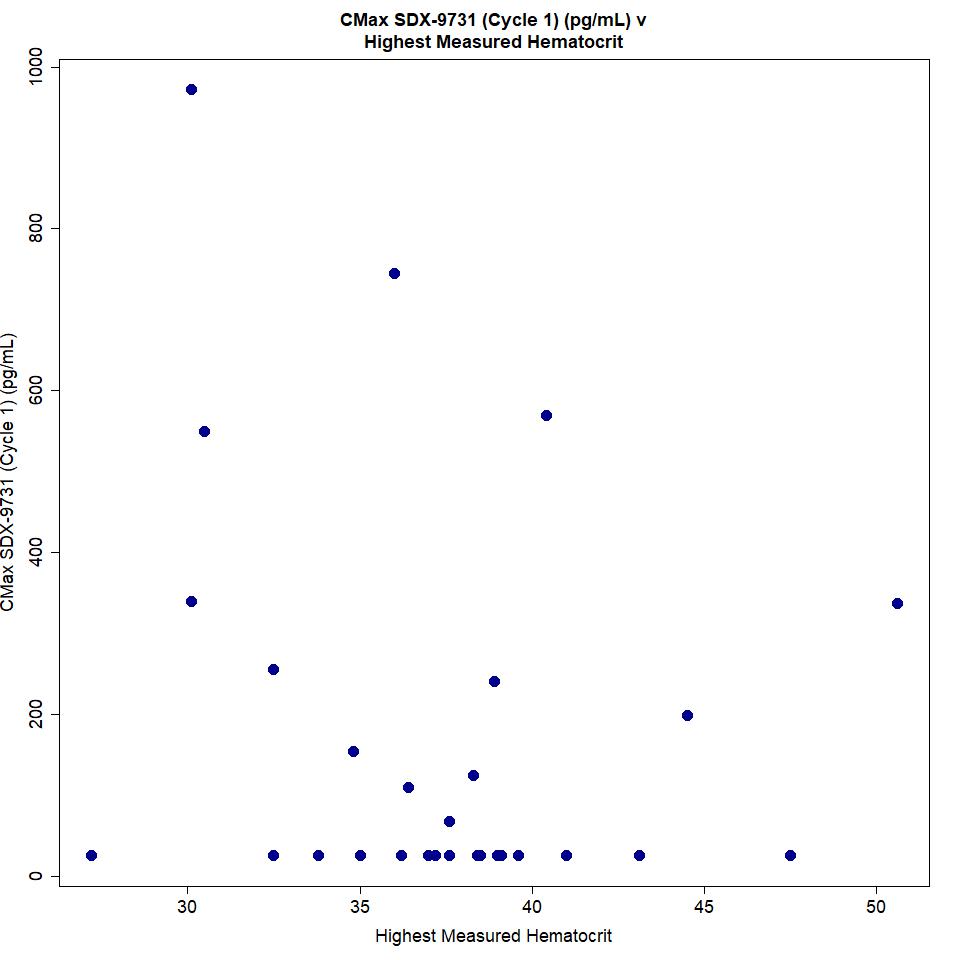 CMax SDX-9731 (Cycle 1) (pg/mL) v
Highest Measured Hematocrit
CMax SDX-9731 (Cycle 1) (pg/mL)
1000
800
600
400
200
0
30 35 40 45 50
Highest Measured Hematocrit